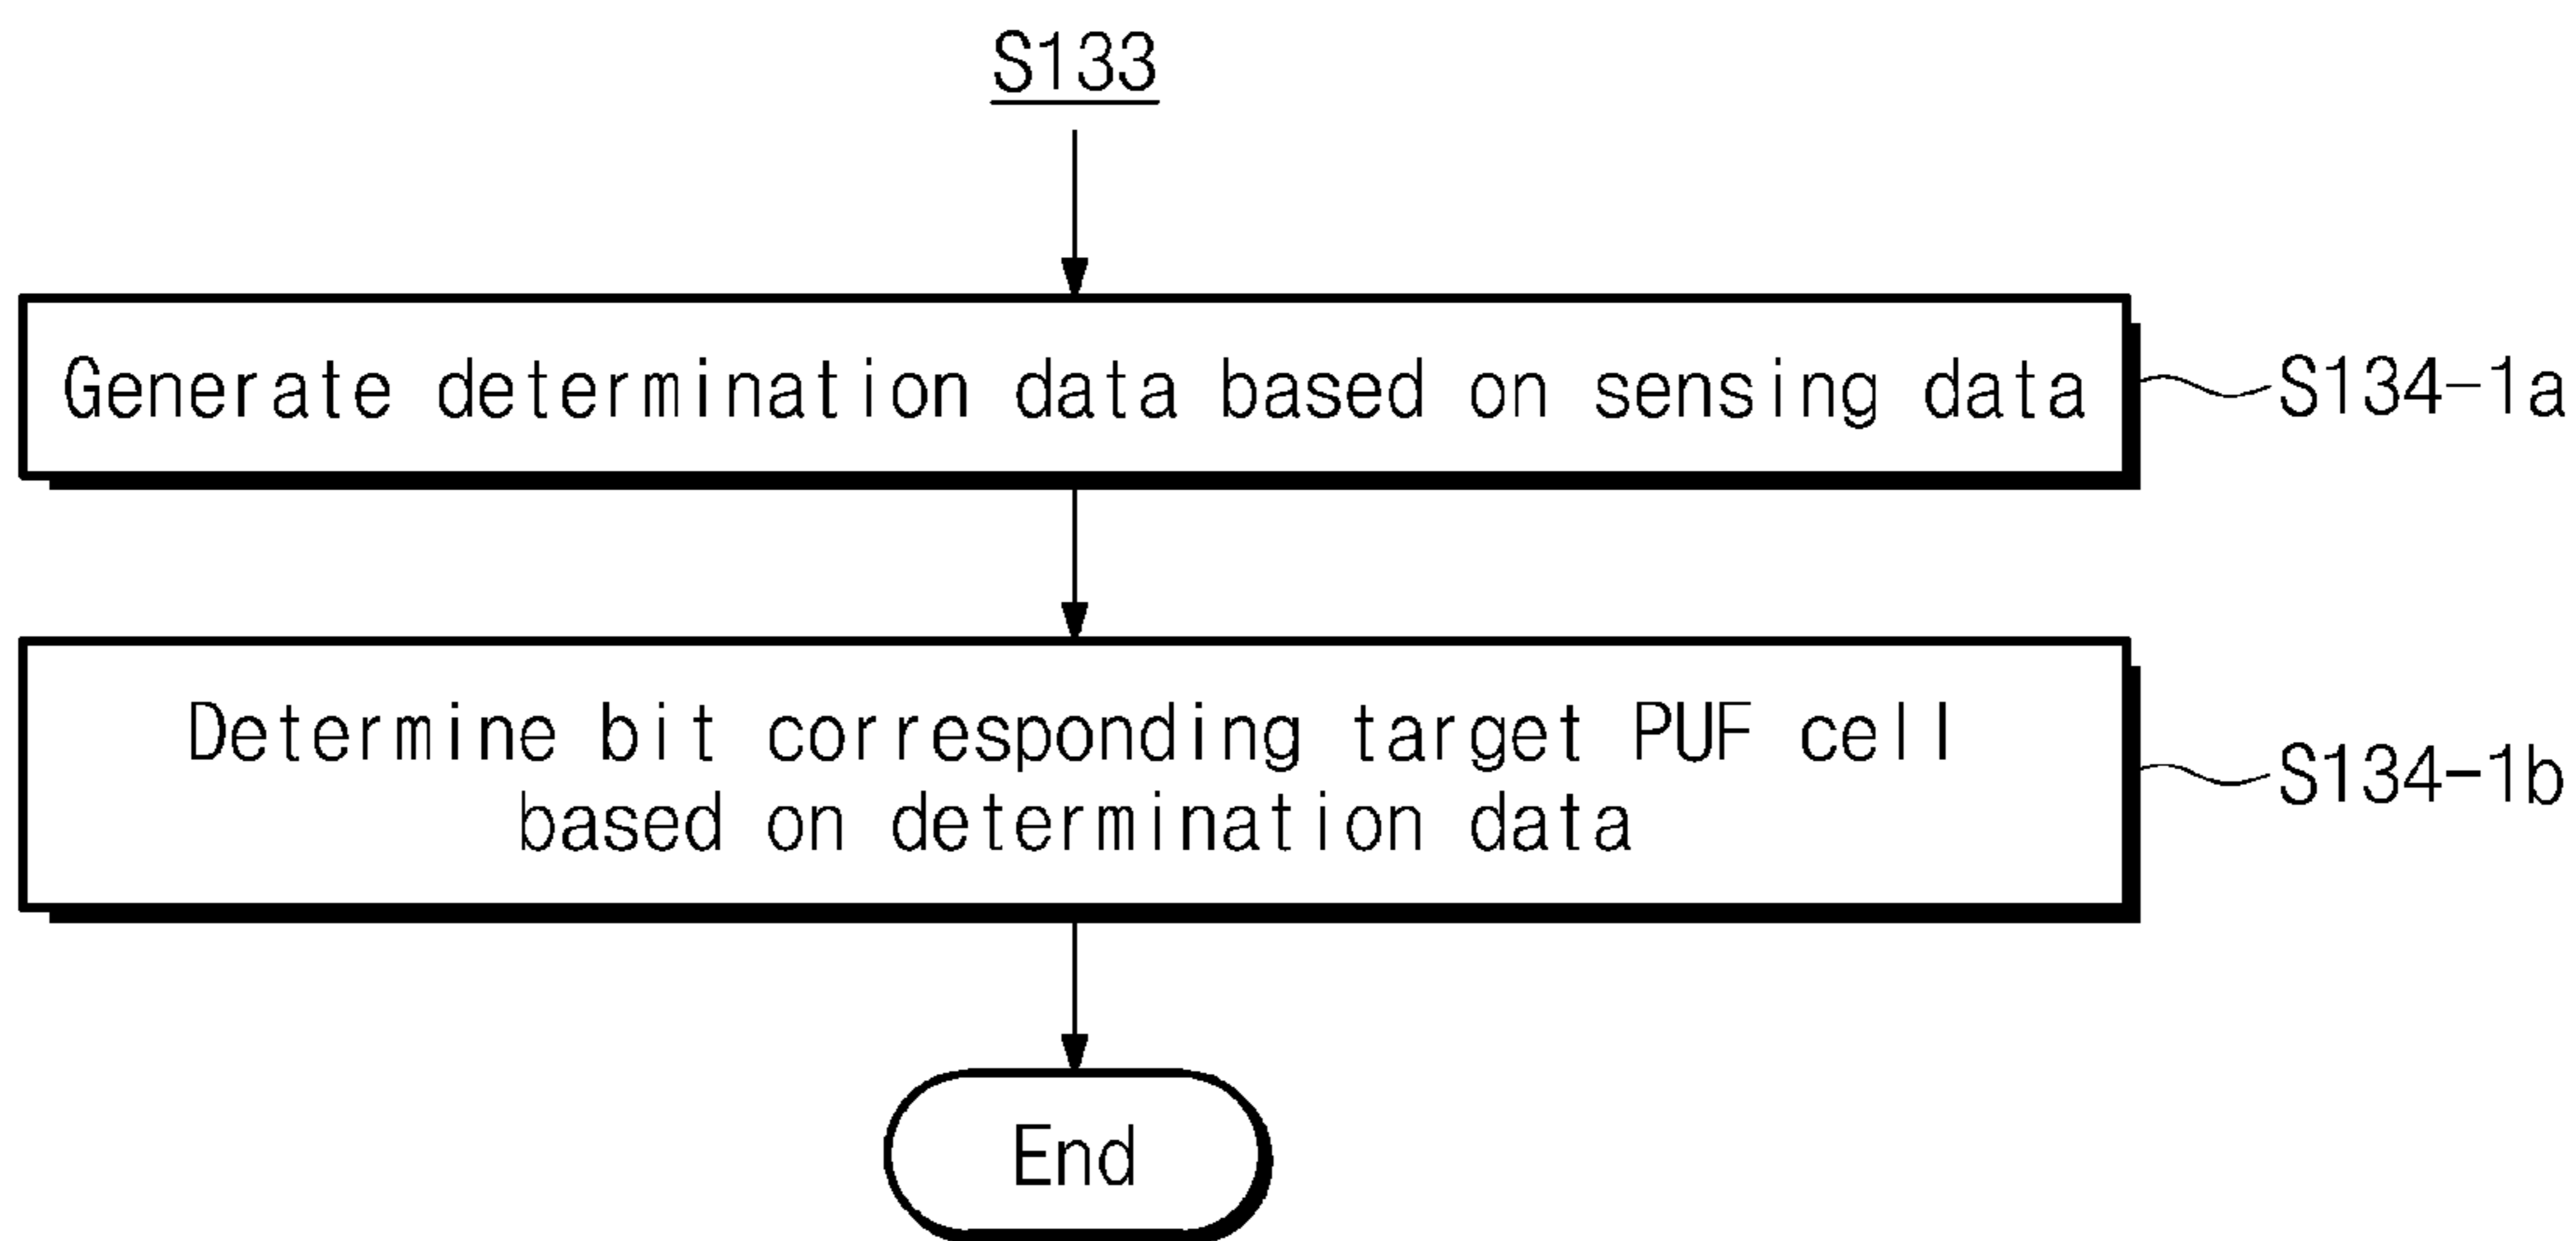 S133
Generate determination data based on sensing data
S134-1a
Determine bit corresponding target PUF cell
based on determination data
S134-1b
End